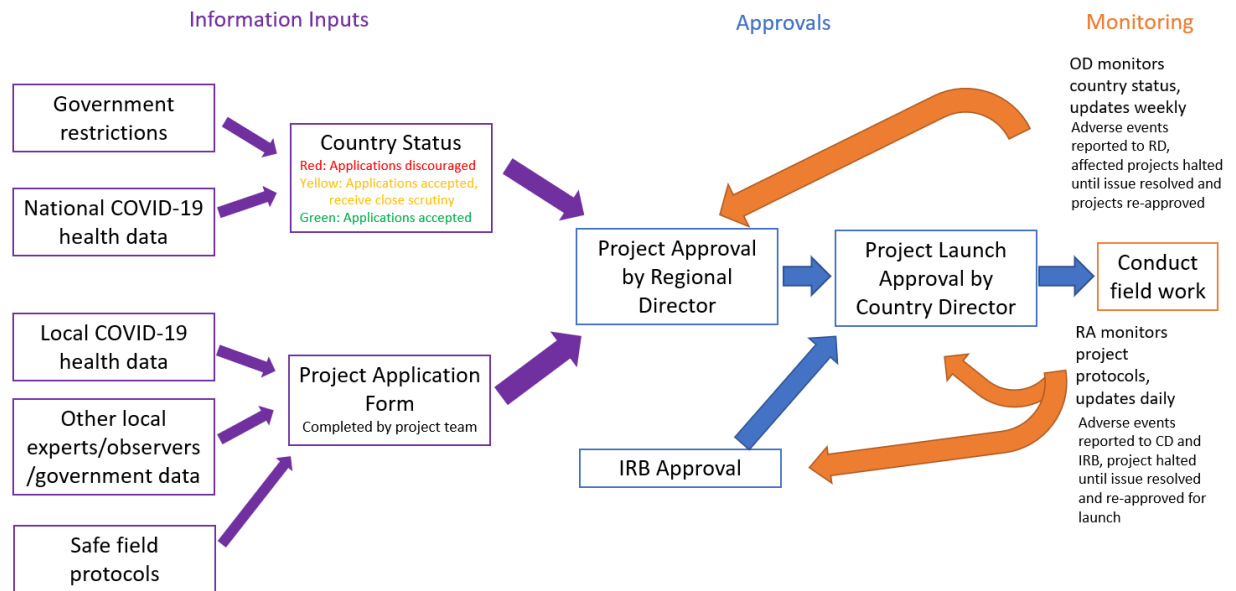 Information Inputs
Approvals
Monitoring
Government
restrictions
National COVID-19
health data
Country Status
Red: Applications discouraged
Yellow: Applications accepted,
receive close scrutiny
Green: Applications accepted
Local COVID-19
health data
Other local
experts/observers
/government data
Safe field
protocols
Project Application
Form
Completed by project team
Project Approval
by Regional
Director
Project Launch
Approval by
Country Director
IRB Approval
OD monitors
country status,
updates weekly
Adverse events
reported to RD,
affected projects halted
until issue resolved and
projects re-approved
Conduct
field work
RA monitors
project
protocols,
updates daily
Adverse events
reported to CD and
IRB, project halted
until issue resolved
and re-approved for
launch